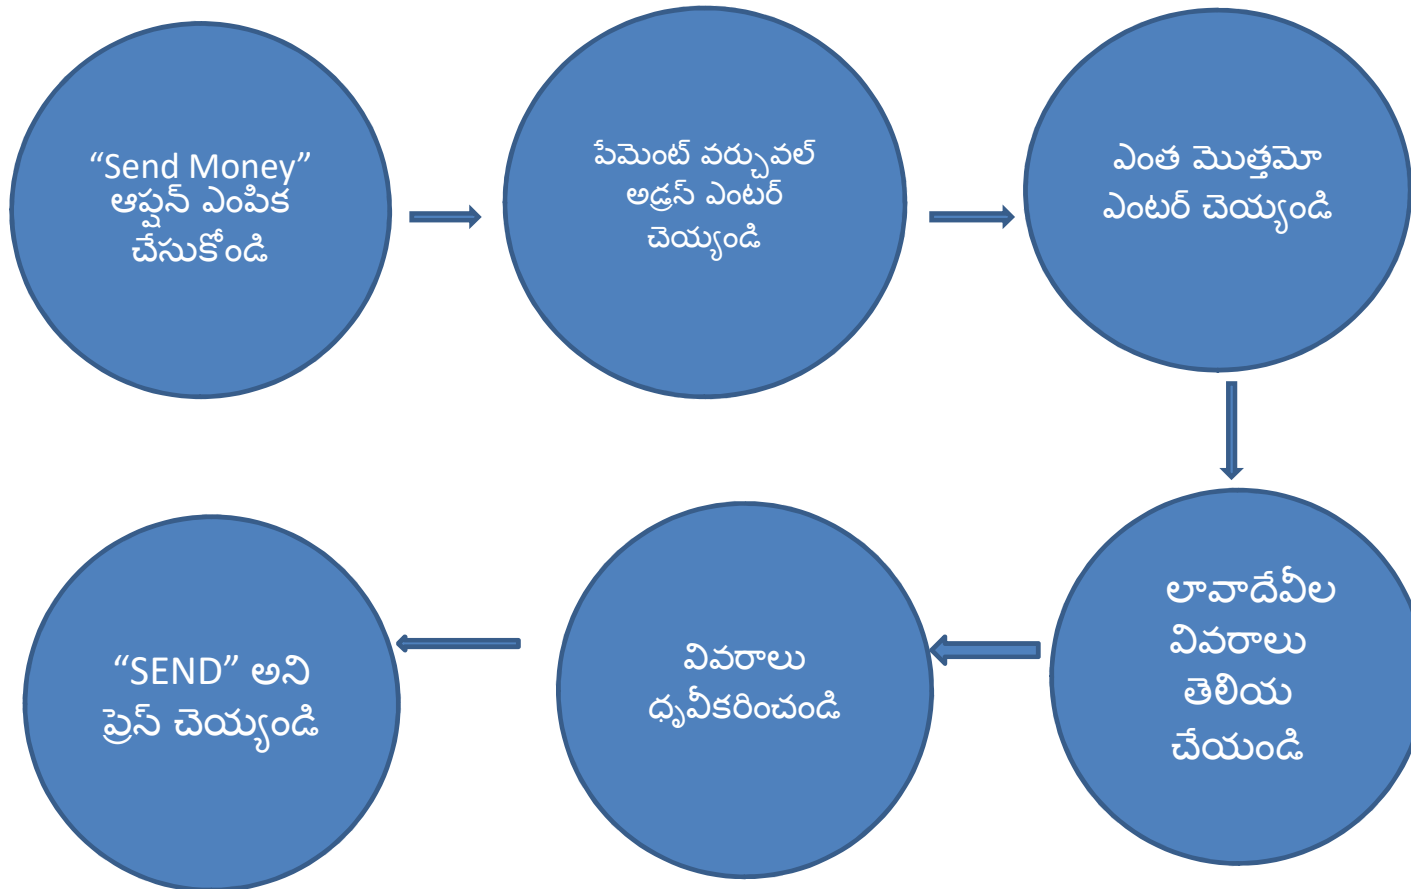 “Send Money”
ఆప్షన్ ఎంపిక
చేసుకోండి
పేమెంట్ వర్చువల్
అడ్రస్ ఎంటర్
చెయ్యండి
ఎంత మొత్తమో
ఎంటర్ చెయ్యండి
లావాదేవీల
వివరాలు
తెలియ
చేయండి
వివరాలు
ధృవీకరించండి
“SEND” అని
ప్రెస్ చెయ్యండి